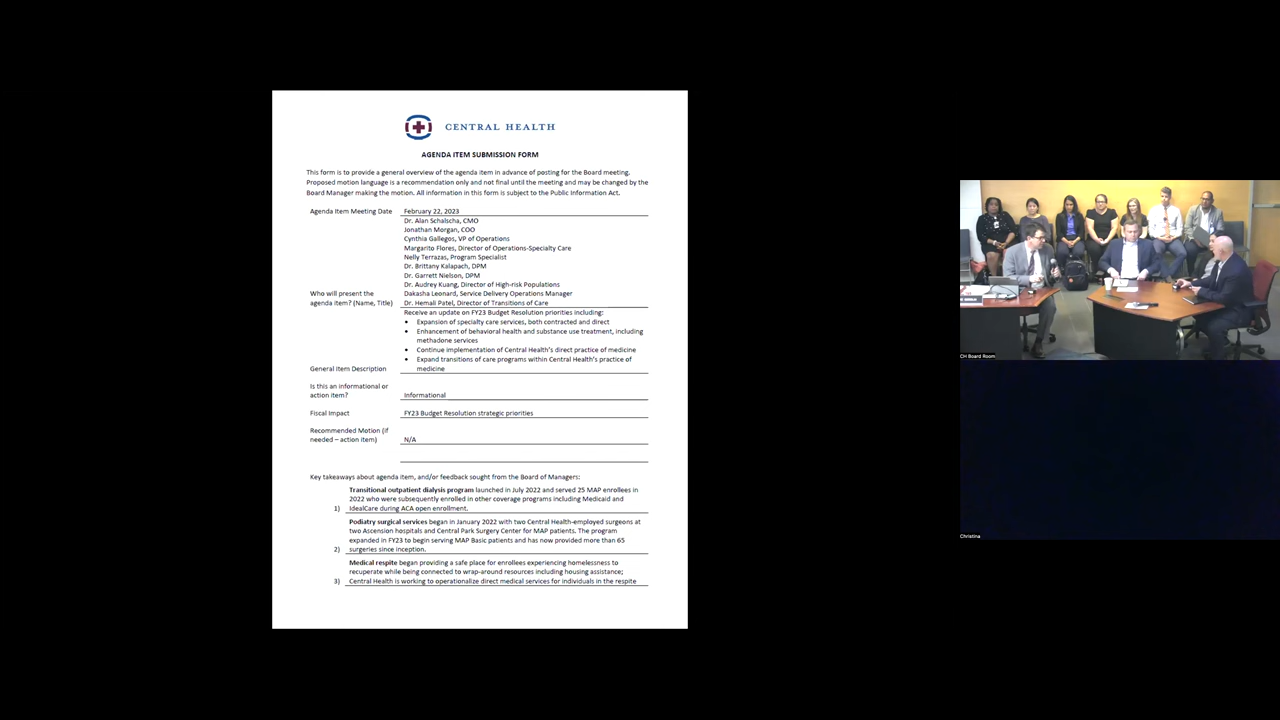 CENTRAL HEALTH
AGENDA ITEM SUBMISSION FORM
This form is to provide a general overview of the agenda item in advance of posting for the Board meeting.
Proposed motion language is a recommendation only and not final until the meeting and may be changed by the
Board Manager making the motion. All information in this form is subject to the Public Information Act.
Agenda Item Meeting Date February 22, 2023
Dr. Alan Schalscha, CMO
Jonathan Morgan, COO
Cynthia Gallegos, VP of Operations
Margarito Flores, Director of Operations-Specialty Care
Nelly Terrazas, Program Specialist
Dr. Brittany Kalapach, DPM
Dr. Garrett Nielson, DPM
Dr. Audrey Kuang, Director of High-risk Populations
Who will present the Dakasha Leonard, Service Delivery Operations Manager
agenda item? (Name, Title) Dr. Hemali Patel, Director of Transitions of Care
Receive an update on FY23 Budget Resolution priorities including:
• Expansion of specialty care services, both contracted and direct
• Enhancement of behavioral health and substance use treatment, including
methadone services
• Continue implementation of Central Health's direct practice of medicine
• Expand transitions of care programs within Central Health's practice of
General Item Description medicine
Is this an informational or
action item? Informational
Fiscal Impact FY23 Budget Resolution strategic priorities
Recommended Motion (if
needed – action item) N/A
Key takeaways about agenda item, and/or feedback sought from the Board of Managers:
Transitional outpatient dialysis program launched in July 2022 and served 25 MAP enrollees in
2022 who were subsequently enrolled in other coverage programs including Medicaid and
1) IdealCare during ACA open enrollment.
Podiatry surgical services began in January 2022 with two Central Health-employed surgeons at
two Ascension hospitals and Central Park Surgery Center for MAP patients. The program
expanded in FY23 to begin serving MAP Basic patients and has now provided more than 65
2) surgeries since inception.
Medical respite began providing a safe place for enrollees experiencing homelessness to
recuperate while being connected to wrap-around resources including housing assistance;
3) Central Health is working to operationalize direct medical services for individuals in the respite
CH Board Room
Christina